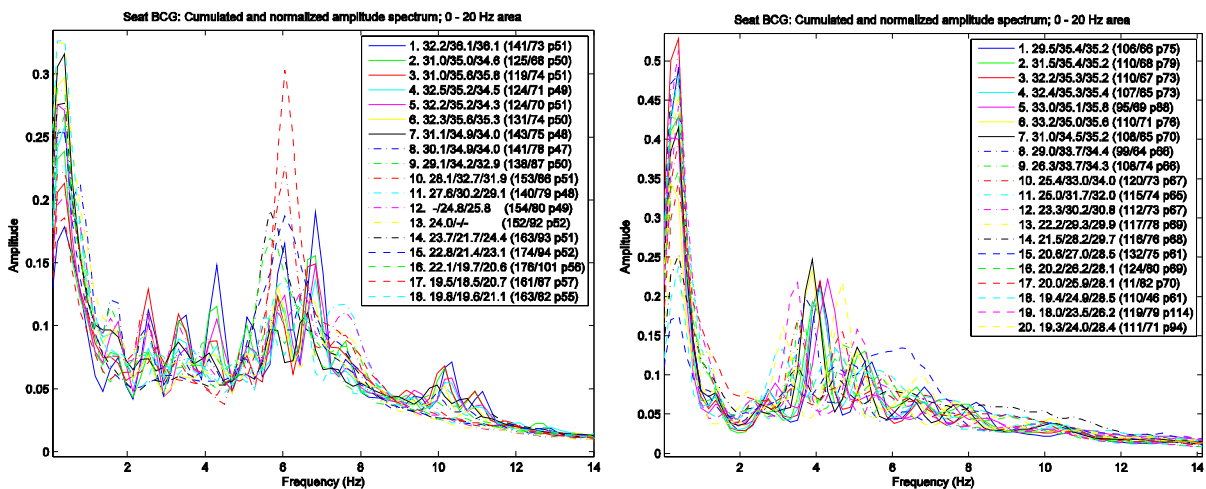 Seat BCG: Cumulated and normalized amplitude spectrum; 0 - 20 Hz area
Amplitude
0.3
0.25
0.2
0.15
0.1
0.05
0
2
4
6
8
10
12
14
Frequency (Hz)
1. 32.2/36.1/36.1 (141/73 p51)
2. 31.0/35.0/34.6 (125/68 p50)
3. 31.0/35.6/35.8 (119/74 p51)
4. 32.5/35.2/34.5 (124/71 p49)
5. 32.2/35.2/34.3 (124/70 p51)
6. 32.3/35.6/35.3 (131/74 p50)
7. 31.1/34.9/34.0 (143/75 p48)
8. 30.1/34.9/34.0 (141/78 p47)
9. 29.1/34.2/32.9 (138/87 p50)
10. 28.1/32.7/31.9 (153/86 p51)
11. 27.6/30.2/29.1 (140/79 p48)
12. -/24.8/25.8 (154/80 p49)
13. 24.0/-/- (152/92 p52)
14. 23.7/21.7/24.4 (163/93 p51)
15. 22.8/21.4/23.1 (174/94 p52)
16. 22.1/19.7/20.6 (178/101 p56)
17. 19.5/18.5/20.7 (161/67 p57)
18. 19.8/19.6/21.1 (163/62 p55)
Seat BCG: Cumulated and normalized amplitude spectrum; 0 - 20 Hz area
Amplitude
0.5
0.45
0.4
0.35
0.3
0.25
0.2
0.15
0.1
0.05
0
2
4
6
8
10
12
14
Frequency (Hz)
1. 29.5/35.4/35.2 (106/66 p75)
2. 31.5/35.4/35.2 (110/68 p79)
3. 32.2/35.3/35.2 (110/67 p73)
4. 32.4/35.3/35.4 (107/65 p73)
5. 33.0/35.1/35.6 (95/69 p88)
6. 33.2/35.0/35.6 (110/71 p76)
7. 31.0/34.5/35.2 (108/65 p70)
8. 29.0/33.7/34.4 (99/64 p66)
9. 26.3/33.7/34.3 (108/74 p66)
10. 25.4/33.0/34.0 (120/73 p67)
11. 25.0/31.7/32.0 (115/74 p65)
12. 23.3/30.2/30.8 (112/73 p67)
13. 22.2/29.3/29.9 (117/78 p69)
14. 21.5/28.2/29.7 (116/76 p68)
15. 20.6/27.0/28.5 (132/75 p61)
16. 20.2/26.2/28.1 (124/80 p69)
17. 20.0/25.9/28.1 (11/82 p70)
18. 19.4/24.9/28.5 (110/46 p61)
19. 18.0/23.5/26.2 (119/79 p114)
20. 19.3/24.0/28.4 (111/71 p94)